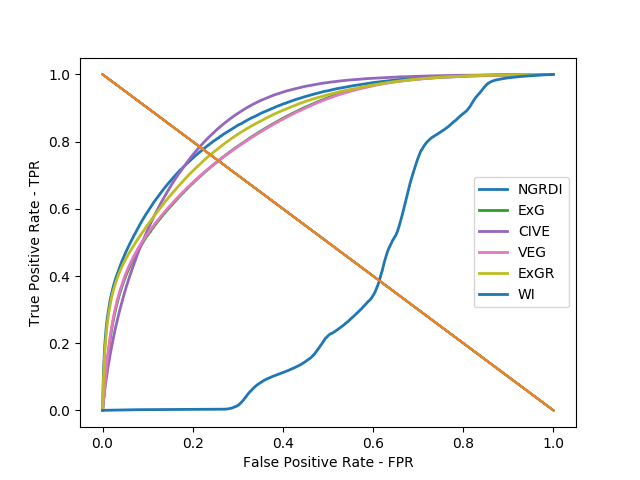 1.0
0.8
0.6
0.4
0.2
0.0
True Positive Rate - TPR
NGRDI
ExG
CIVE
VEG
ExGR
WI
0.0 0.2 0.4 0.6 0.8 1.0
False Positive Rate - FPR